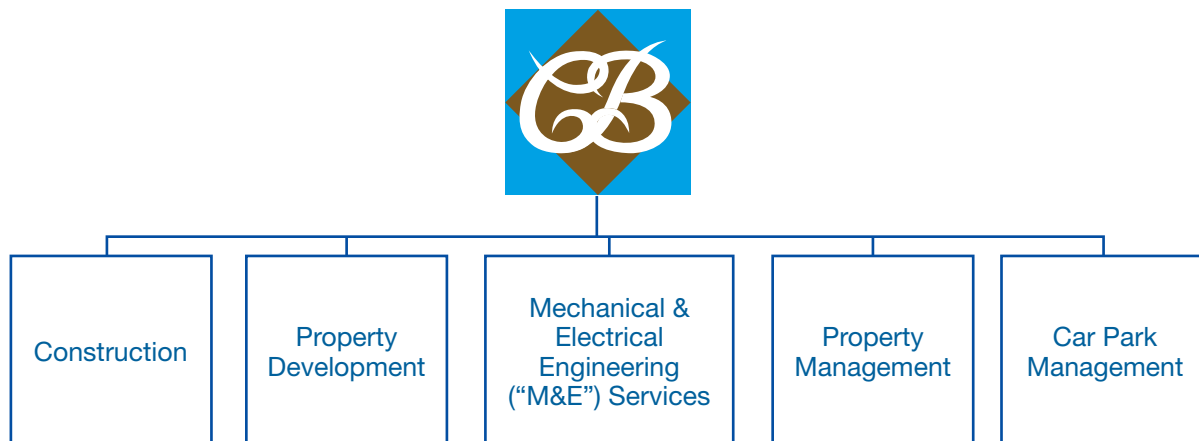 CB
Construction
Property
Development
Mechanical &
Electrical
Engineering
(“M&E”) Services
Property
Management
Car Park
Management